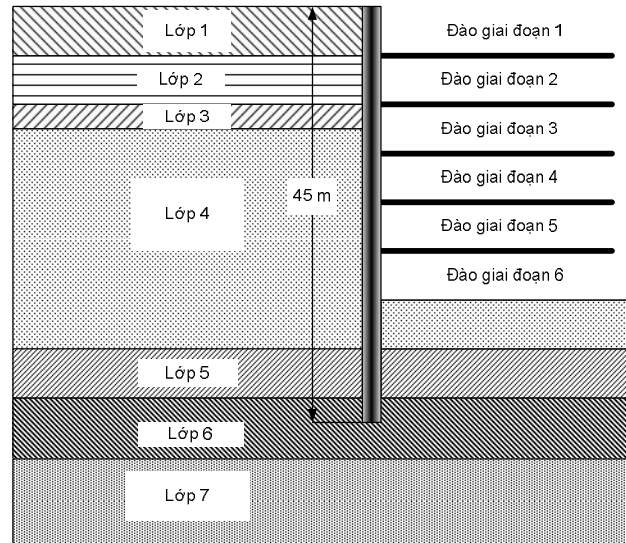 Lớp 1
Đào giai đoạn 1
Lớp 2
Đào giai đoạn 2
Lớp 3
Đào giai đoạn 3
Đào giai đoạn 4
45 m
Lớp 4
Đào giai đoạn 5
Đào giai đoạn 6
Lớp 5
Lớp 6
Lớp 7